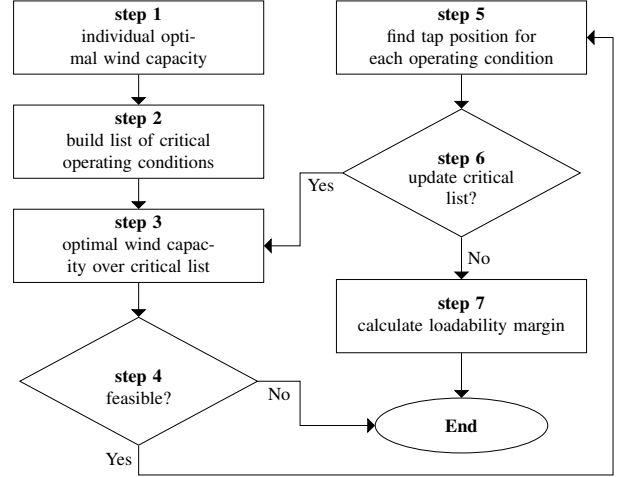 step 1
individual opti-
mal wind capacity
step 2
build list of critical
operating conditions
step 3
optimal wind capac-
ity over critical list
step 4
feasible?
No
Yes
step 5
find tap position for
each operating condition
step 6
update critical
list?
Yes
No
step 7
calculate loadability margin
End